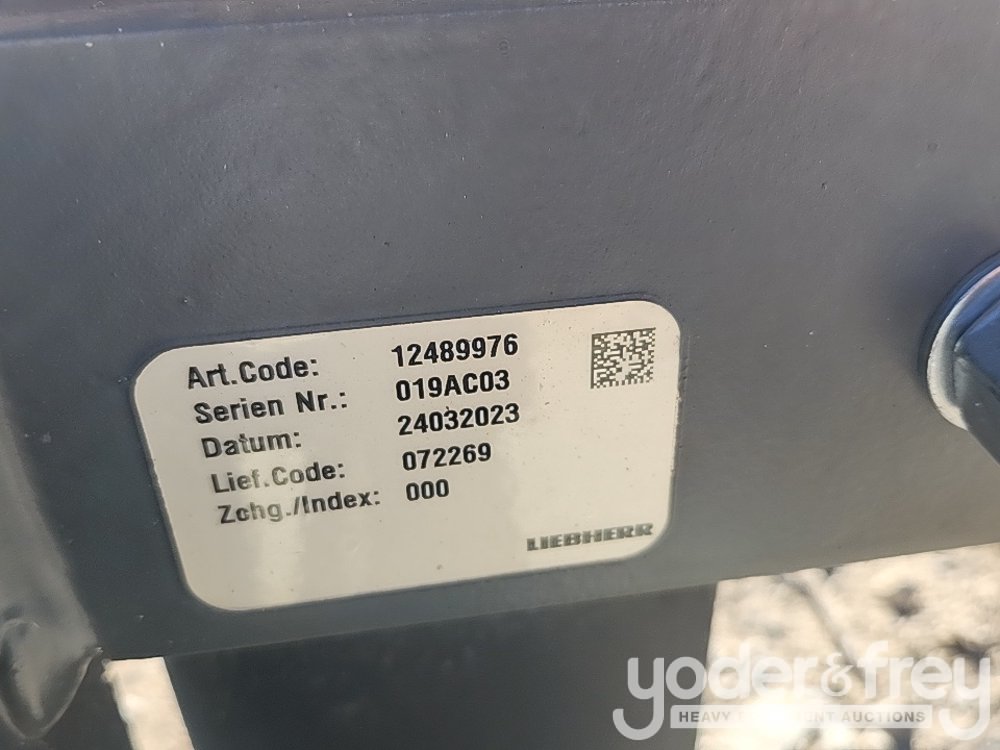 Art.Code: 12489976
Serien Nr.: 019AC03
Datum: 24032023
Lief.Code: 072269
Zchg./Index: 000
LIEBHERR
yoder&frey
HEAVY EQUIPMENT AUCTIONS